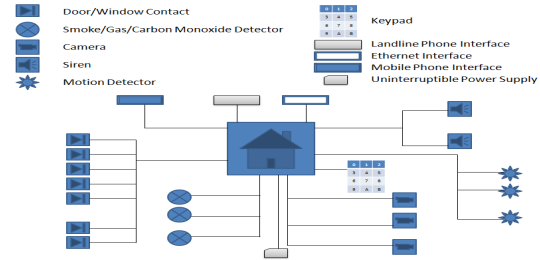 Door/Window Contact
Smoke/Gas/Carbon Monoxide Detector
Camera
Siren
Motion Detector
Keypad
Landline Phone Interface
Ethernet Interface
Mobile Phone Interface
Uninterruptible Power Supply